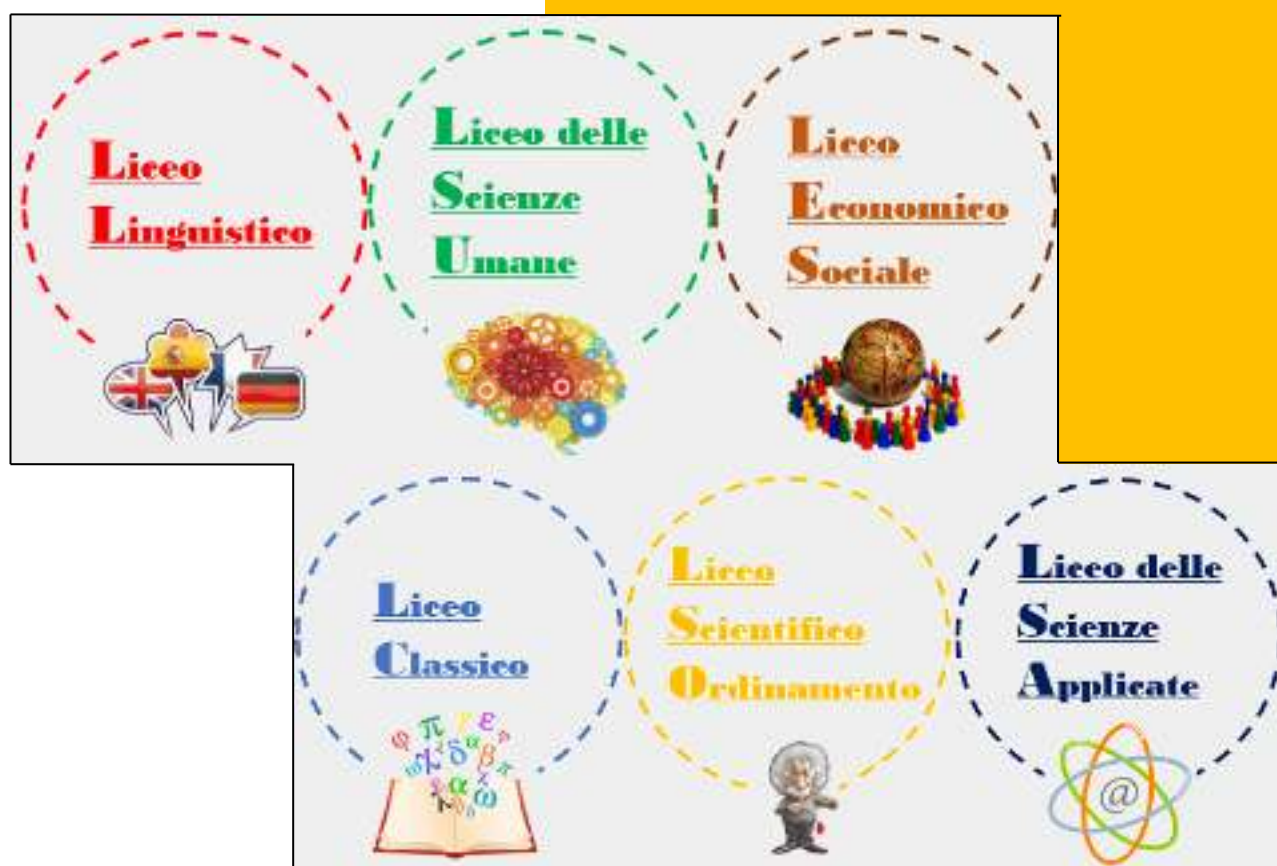 Liceo
Linguistico
Liceo delle
Scienze
Umane
Liceo
Economico
Sociale
Liceo
Classico
Liceo
Scientifico
Ordinamento
Liceo delle
Scienze
Applicate
φ π γ ε
χ δ α β π
α ω
@